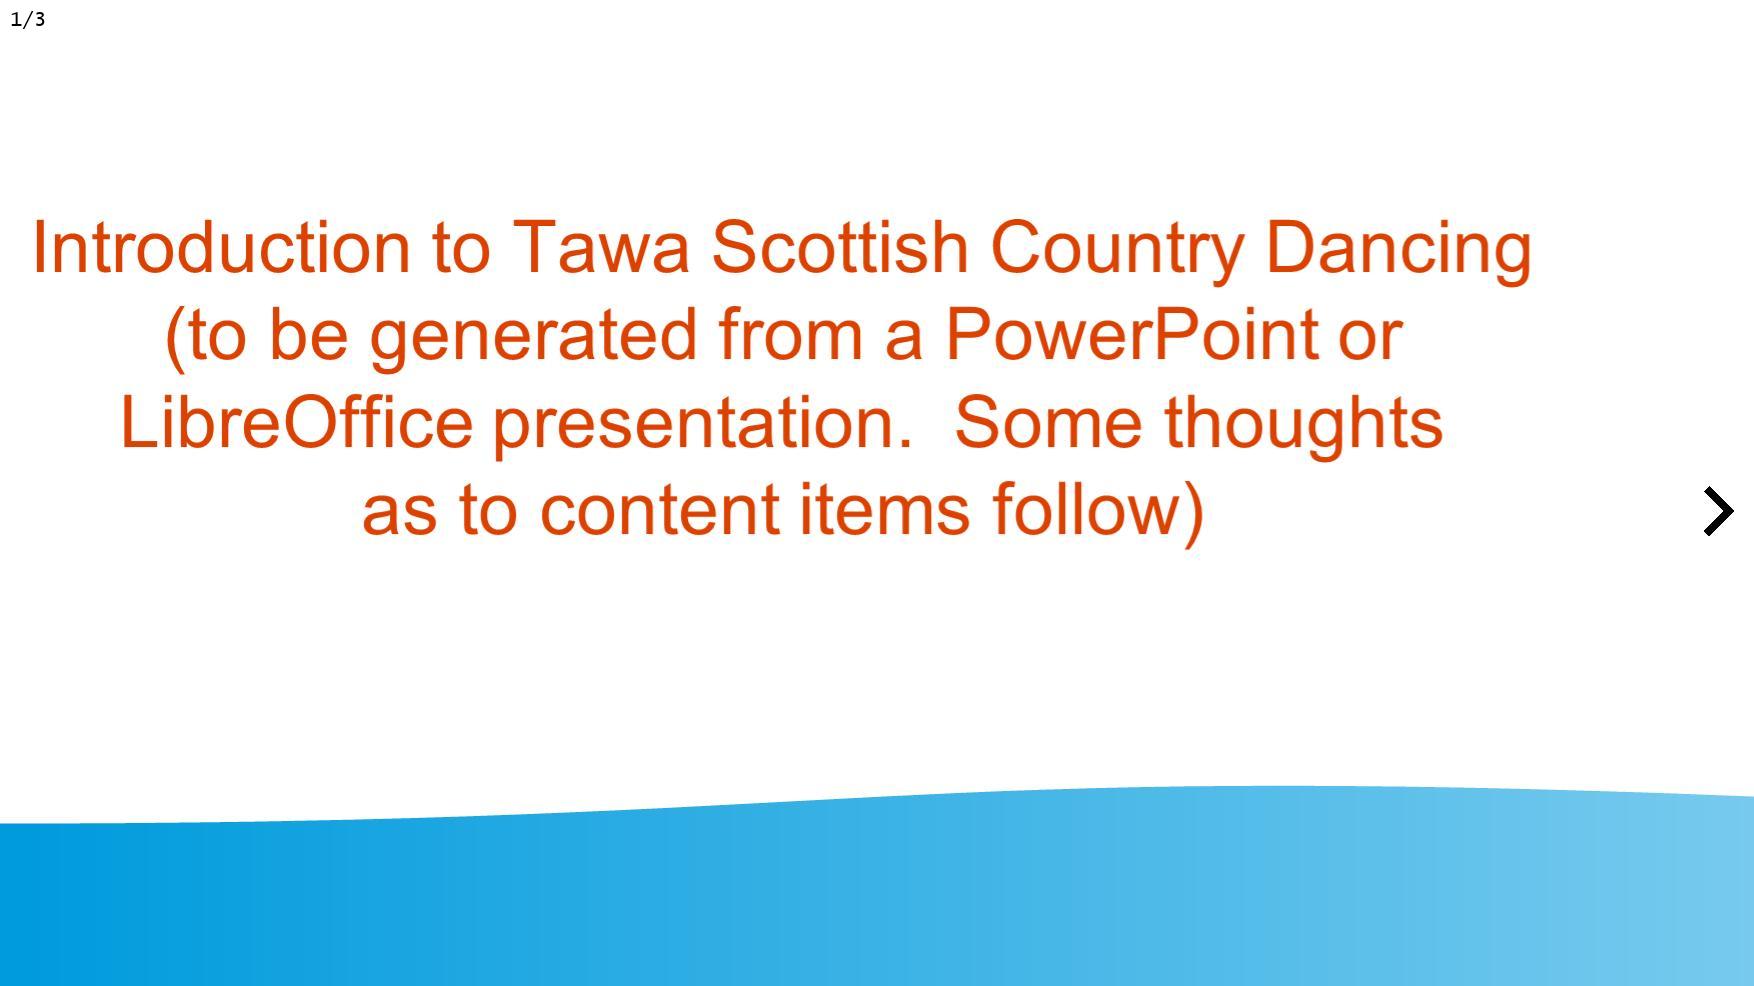 1/3
Introduction to Tawa Scottish Country Dancing
(to be generated from a PowerPoint or
LibreOffice presentation.  Some thoughts
as to content items follow)